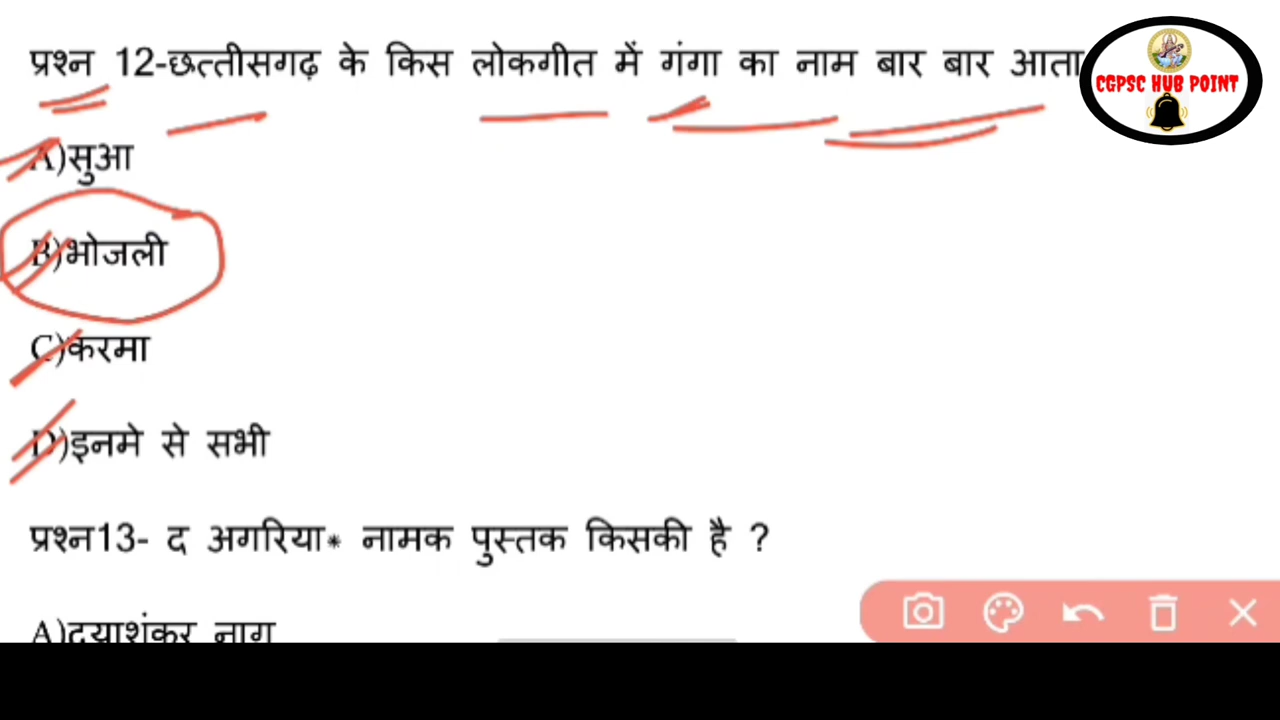 प्रश्न 12-छत्तीसगढ़ के किस लोकगीत में गंगा का नाम बार बार आता
CGPSC HUB POINT
A)सुआ
B)भोजली
C)करमा
D)इनमे से सभी
प्रश्न13- द अगरिया* नामक पुस्तक किसकी है ?
A)दयाशंकर नाग